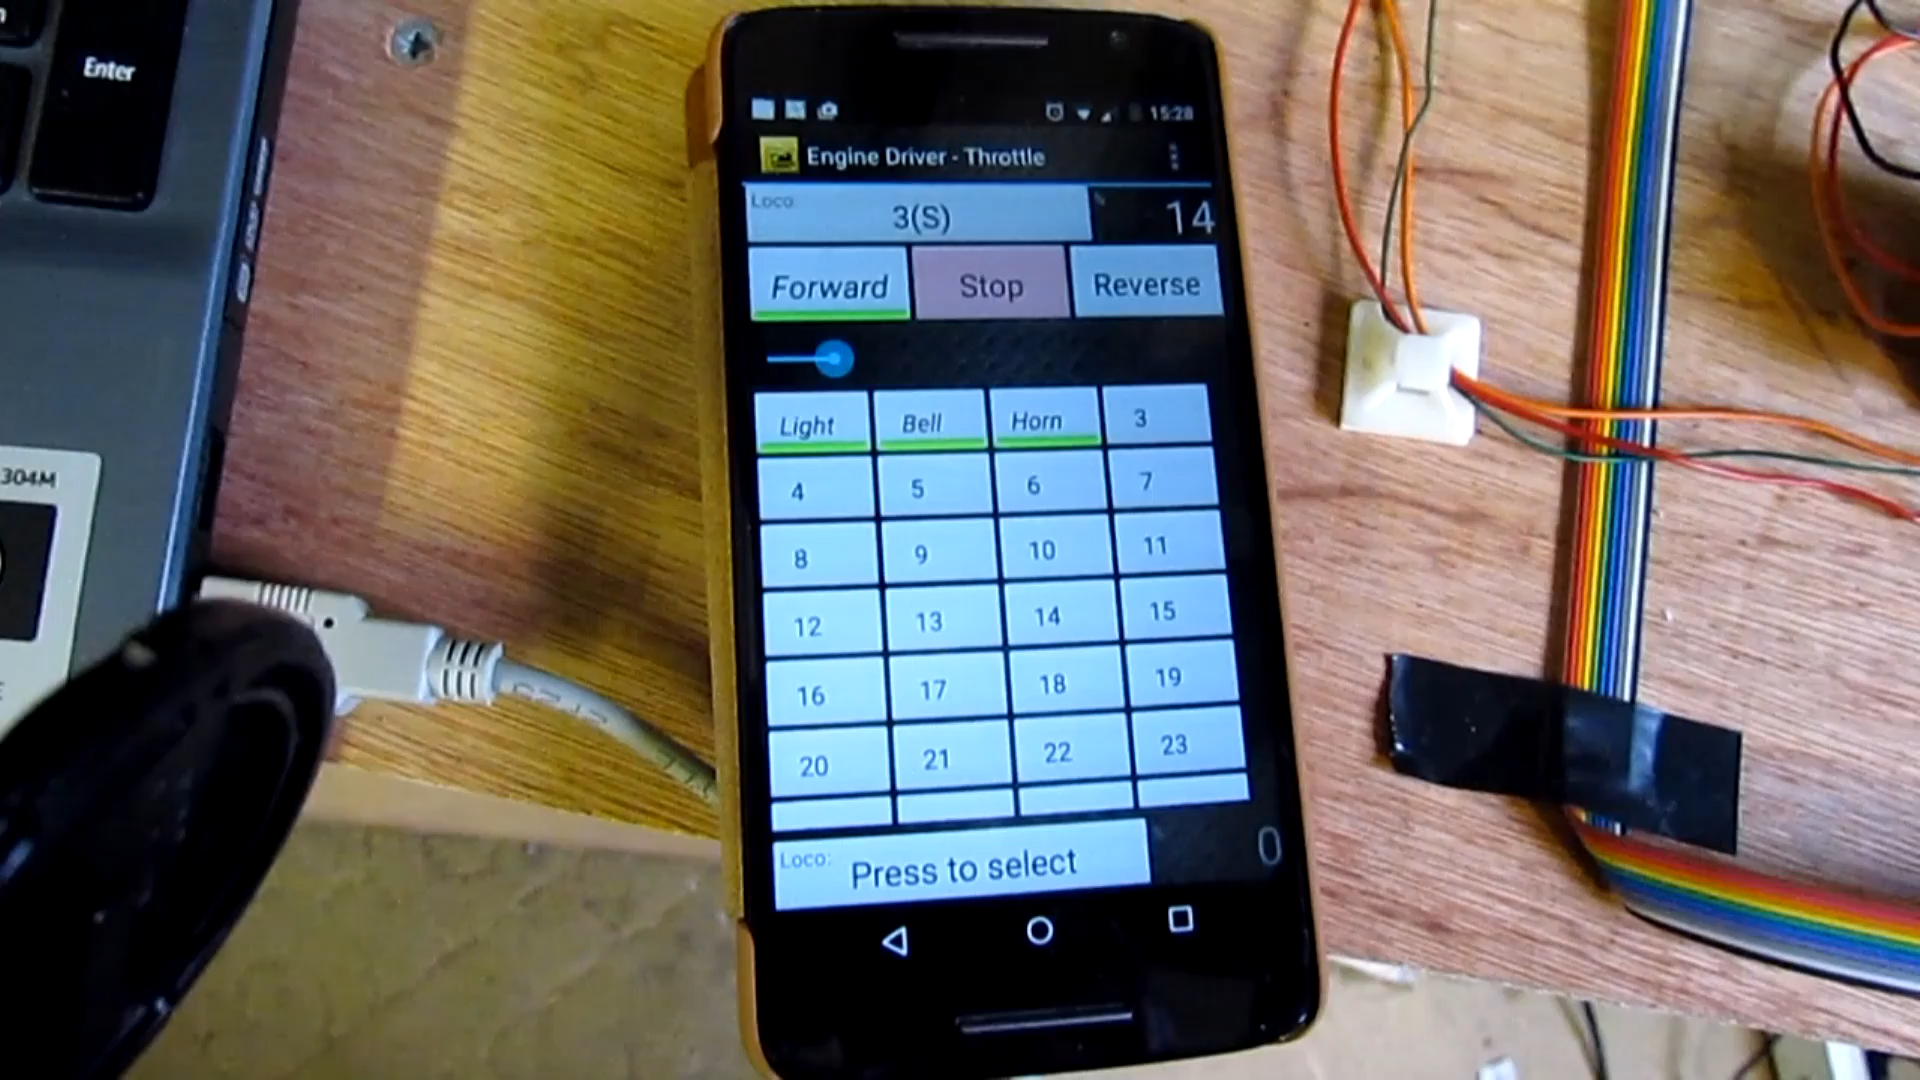 Enter
304M
15:28
Engine Driver - Throttle
Loco:
3(S)
14
Forward
Stop
Reverse
Light
Bell
Horn
3
4
5
6
7
8
9
10
11
12
13
14
15
16
17
18
19
20
21
22
23
Loco:
Press to select
0